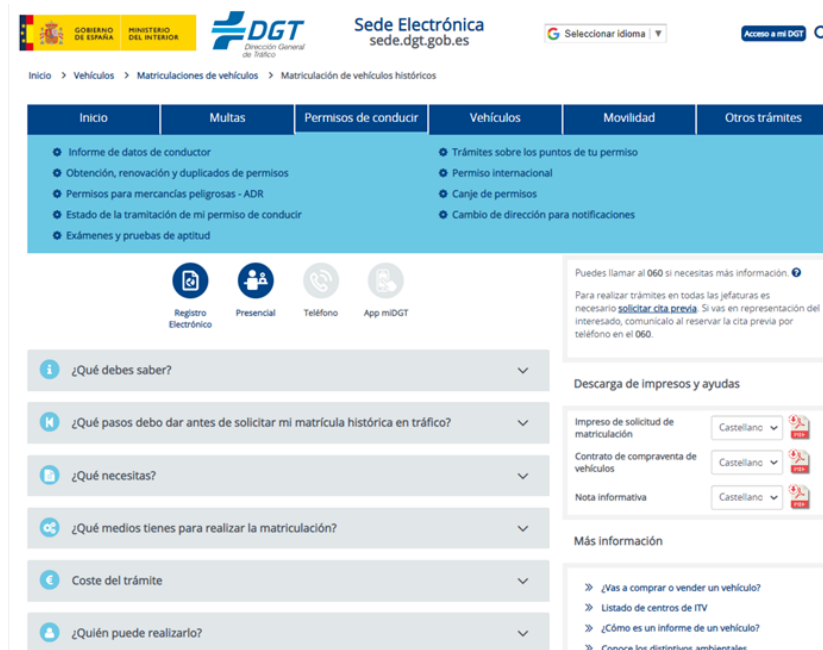 GOBIERNO
DE ESPAÑA
MINISTERIO
DEL INTERIOR
DGT
Dirección General
de Tráfico
Sede Electrónica
sede.dgt.gob.es
G Seleccionar idioma ▼
Acceso a mi DGT
Inicio > Vehículos > Matriculaciones de vehículos > Matriculación de vehículos históricos
Inicio Multas Permisos de conducir Vehículos Movilidad Otros trámites
Informe de datos de conductor
Obtención, renovación y duplicados de permisos
Permisos para mercancías peligrosas - ADR
Estado de la tramitación de mi permiso de conducir
Exámenes y pruebas de aptitud
Trámites sobre los puntos de tu permiso
Permiso internacional
Canje de permisos
Cambio de dirección para notificaciones
Registro
Electrónico
Presencial
Teléfono
App miDGT
¿Qué debes saber?
¿Qué pasos debo dar antes de solicitar mi matrícula histórica en tráfico?
¿Qué necesitas?
¿Qué medios tienes para realizar la matriculación?
Coste del trámite
¿Quién puede realizarlo?
Puedes llamar al 060 si necesitas más información. ?
Para realizar trámites en todas las jefaturas es
necesario solicitar cita previa. Si vas en representación del
interesado, comunícalo al reservar la cita previa por
teléfono en el 060.
Descarga de impresos y ayudas
Impreso de solicitud de
matriculación
Castellano
PDF
Contrato de compraventa de
vehículos
Castellano
PDF
Nota informativa
Castellano
PDF
Más información
¿Vas a comprar o vender un vehículo?
Listado de centros de ITV
¿Cómo es un informe de un vehículo?
Conoce los distintivos ambientales